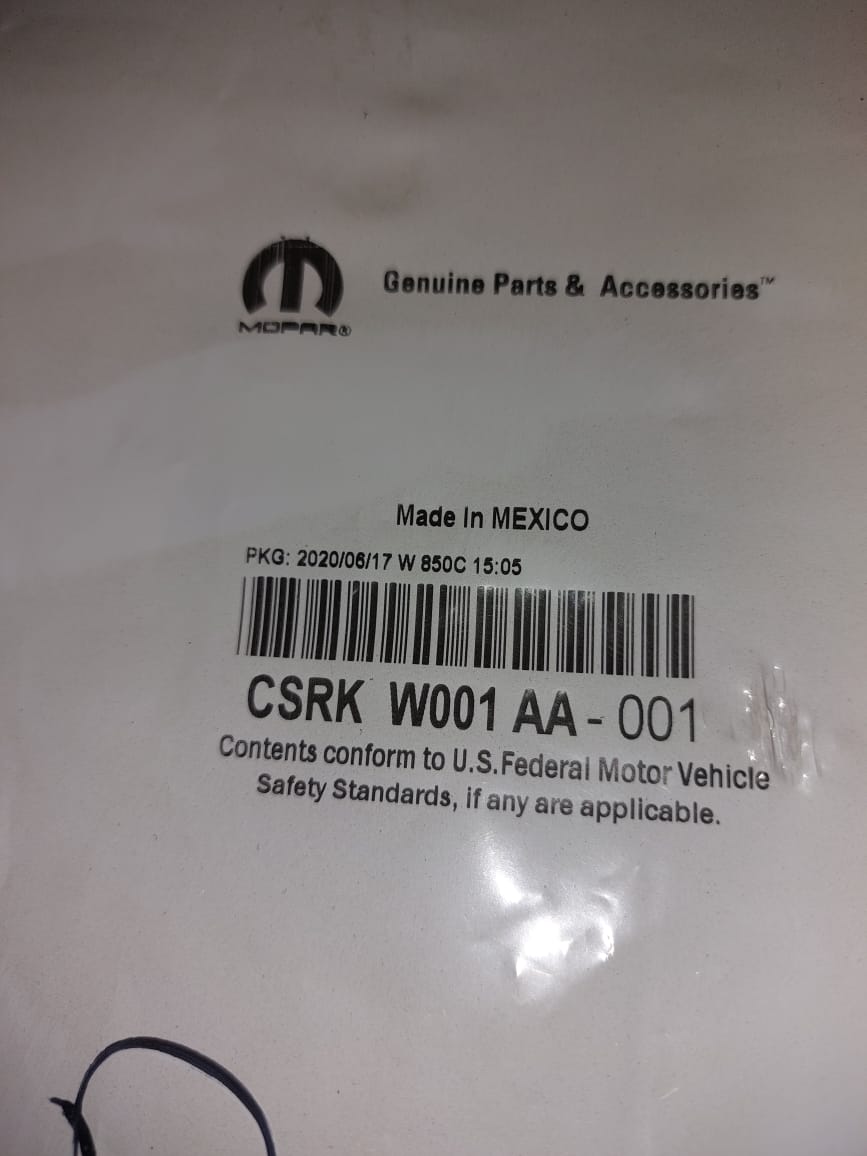 Genuine Parts & Accessories™
MOPAR®
Made In MEXICO
PKG: 2020/06/17 W 850C 15:05
CSRK W001 AA - 001
Contents conform to U.S.Federal Motor Vehicle
Safety Standards, if any are applicable.